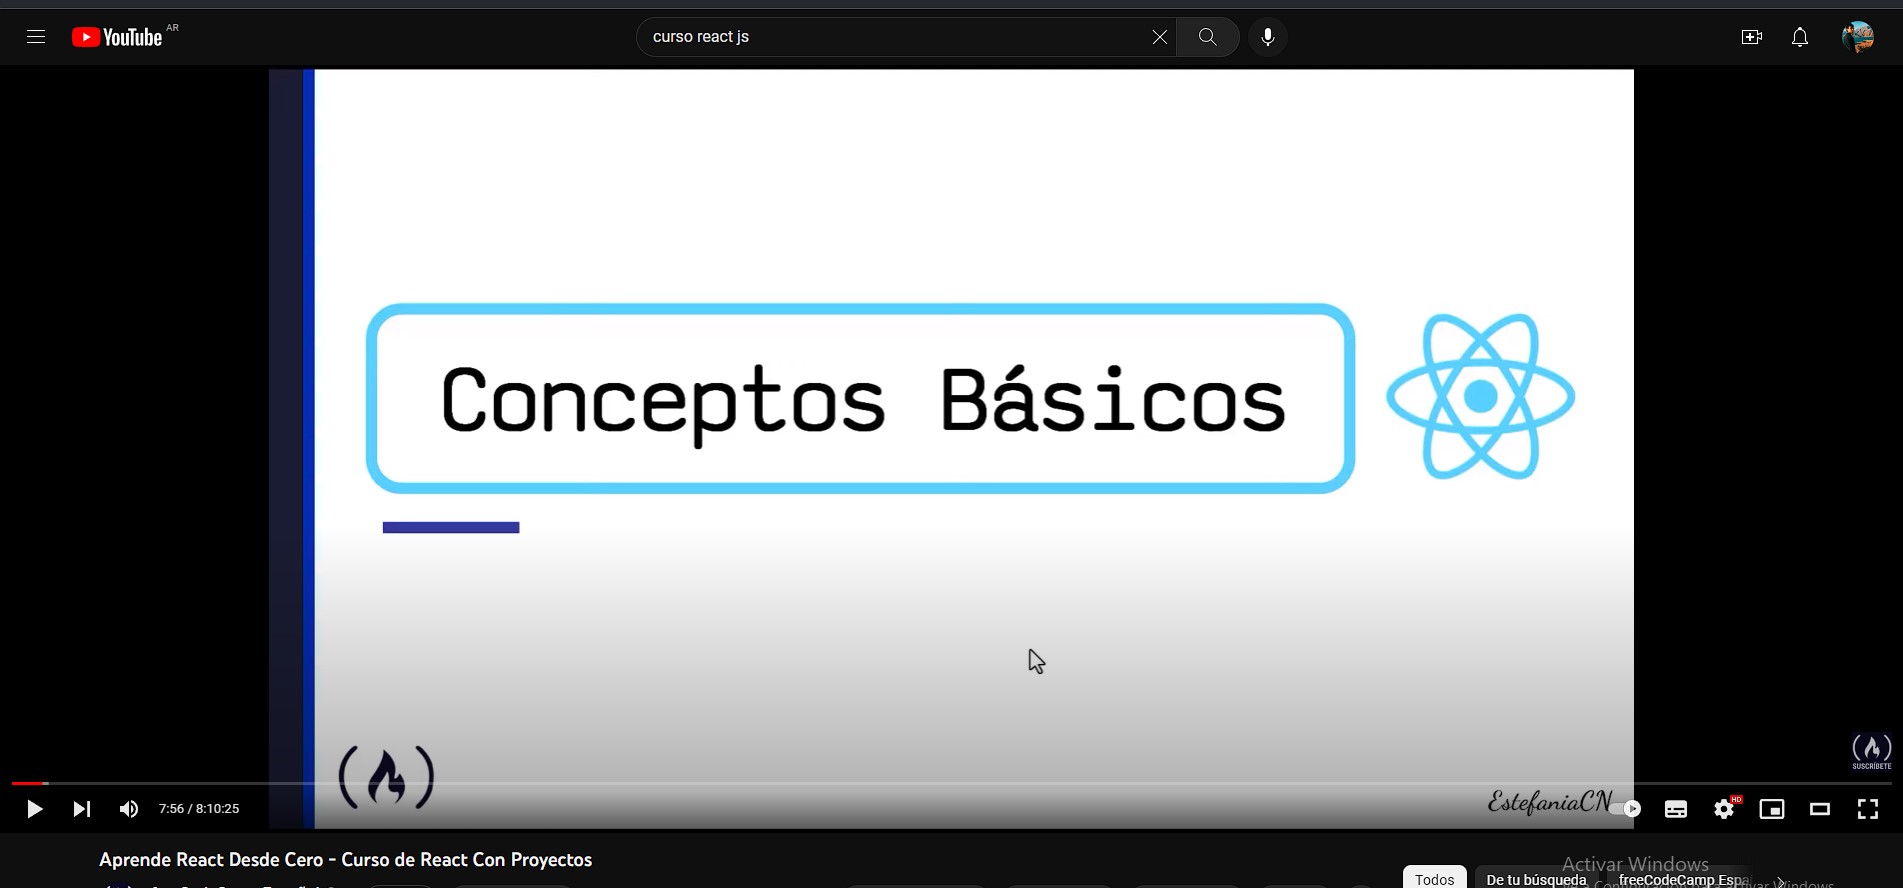 YouTube AR
curso react js
Conceptos Básicos
EstefaniaCN
SUSCRÍBETE
HD
7:56 / 8:10:25
Aprende React Desde Cero - Curso de React Con Proyectos
Activar Windows
Todos
De tu búsqueda
freeCodeCamp Espa